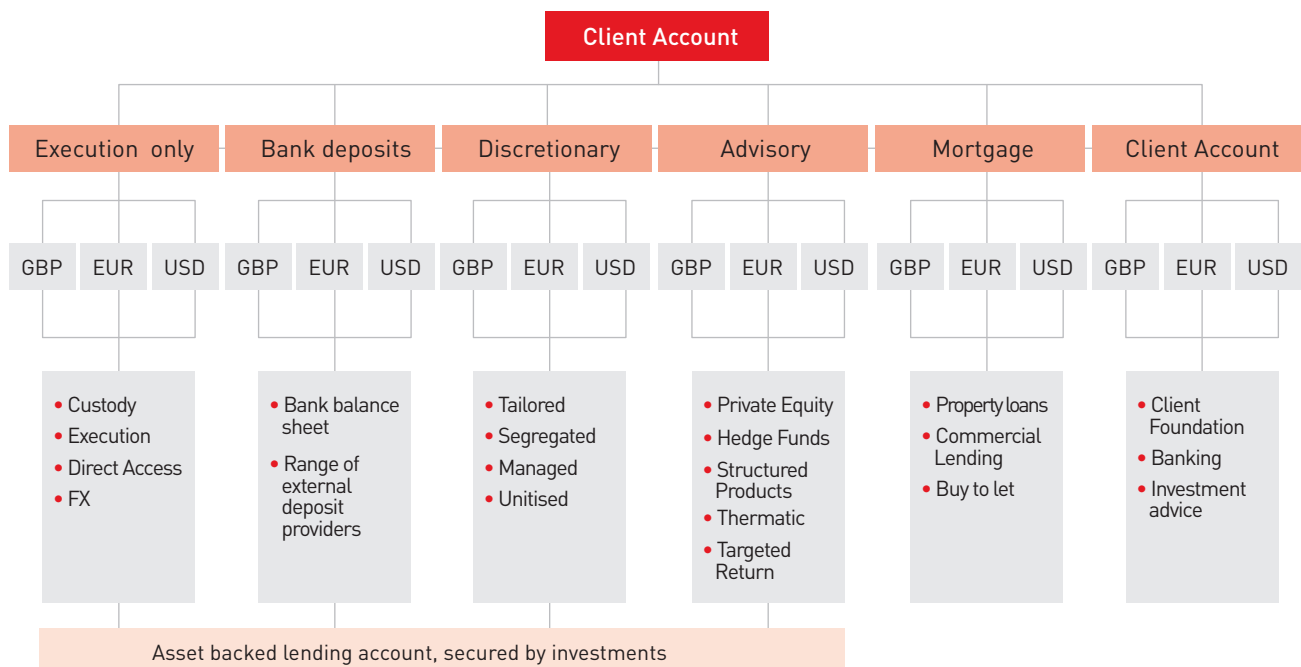 Client Account
Execution only
Bank deposits
Discretionary
Advisory
Mortgage
Client Account
GBP EUR USD
GBP EUR USD
GBP EUR USD
GBP EUR USD
GBP EUR USD
GBP EUR USD
• Custody
• Execution
• Direct Access
• FX
• Bank balance
sheet
• Range of
external
deposit
providers
• Tailored
• Segregated
• Managed
• Unitised
• Private Equity
• Hedge Funds
• Structured
Products
• Thermatic
• Targeted
Return
• Property loans
• Commercial
Lending
• Buy to let
• Client
Foundation
• Banking
• Investment
advice
Asset backed lending account, secured by investments